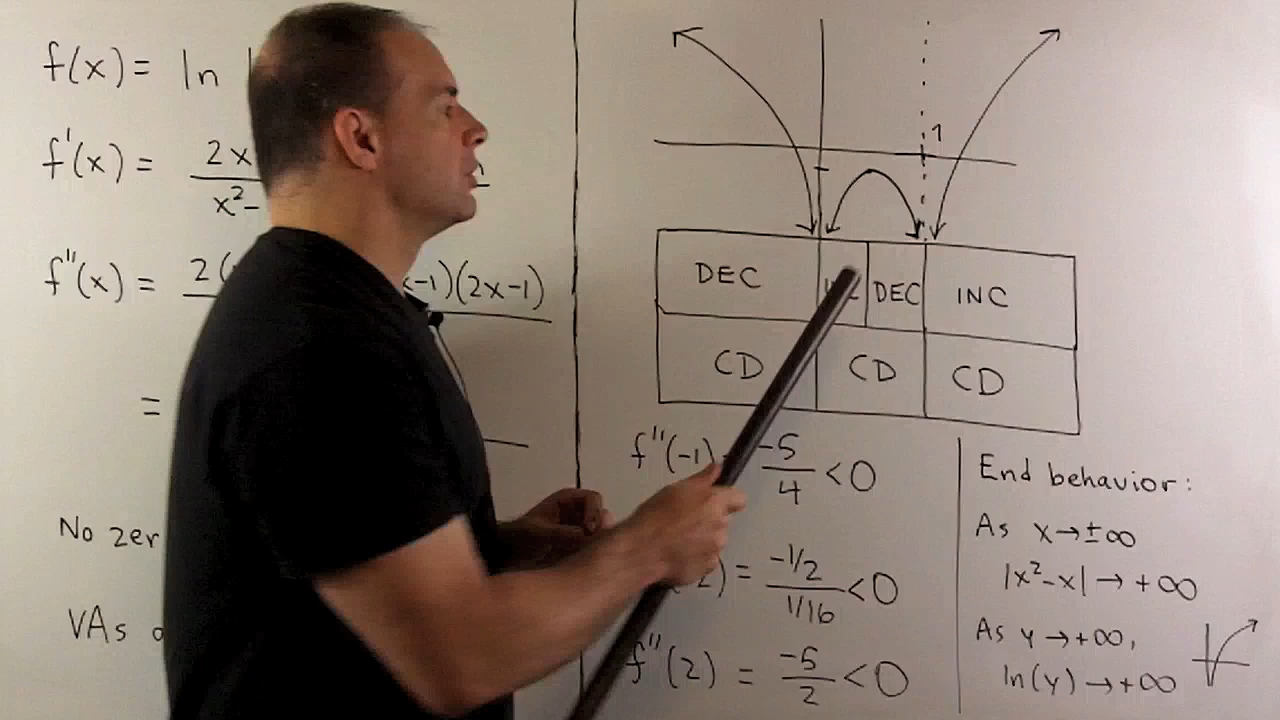 f(x) = ln |
f'(x) = 2x
x²-
f''(x) = 2( x-1)(2x-1)
=
No zer
VAs
1
DEC DEC INC
CD CD CD
f''(-1) -5/4 < 0
2) = -1/2 / 1/16 < 0
f''(2) = -5/2 < 0
End behavior:
As x→±∞
|x²-x| → +∞
As y→+∞,
ln(y) → +∞